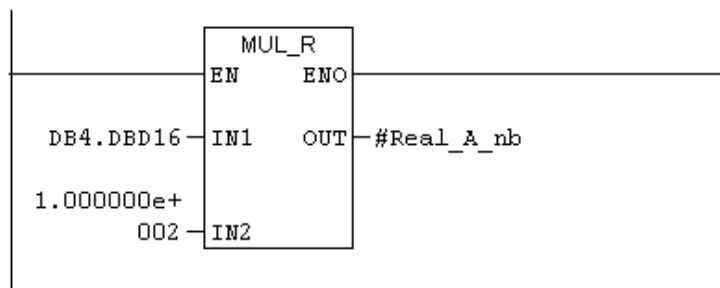 MUL_R
EN ENO
DB4.DBD16 IN1 OUT #Real_A_nb
1.000000e+
002 IN2